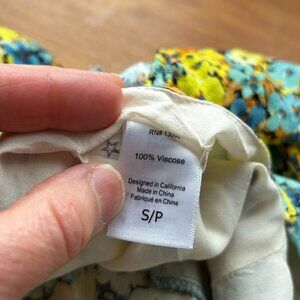 RN#
100% Viscose
Designed in California
Made in China
Fabriqué en Chine
S/P